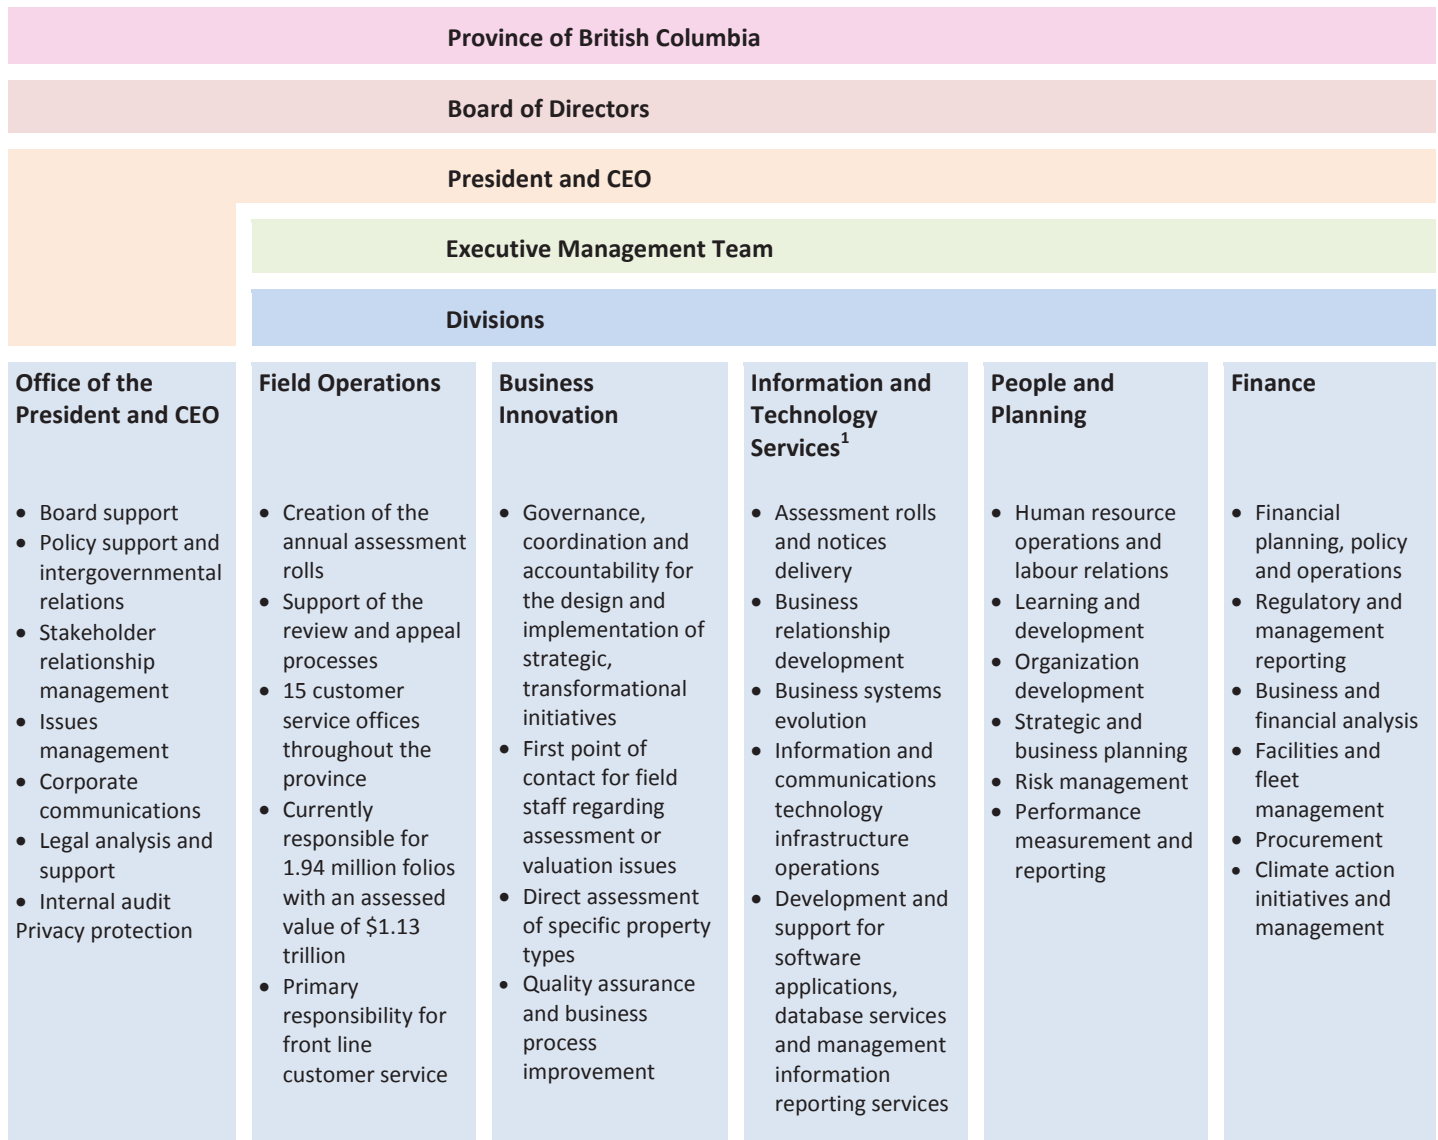 Province of British Columbia
Board of Directors
President and CEO
Executive Management Team
Divisions
Office of the
President and CEO
• Board support
• Policy support and
intergovernmental
relations
• Stakeholder
relationship
management
• Issues
management
• Corporate
communications
• Legal analysis and
support
• Internal audit
Privacy protection
Field Operations
• Creation of the
annual assessment
rolls
• Support of the
review and appeal
processes
• 15 customer
service offices
throughout the
province
• Currently
responsible for
1.94 million folios
with an assessed
value of $1.13
trillion
• Primary
responsibility for
front line
customer service
Business
Innovation
• Governance,
coordination and
accountability for
the design and
implementation of
strategic,
transformational
initiatives
• First point of
contact for field
staff regarding
assessment or
valuation issues
• Direct assessment
of specific property
types
• Quality assurance
and business
process
improvement
Information and
Technology
Services¹
• Assessment rolls
and notices
delivery
• Business
relationship
development
• Business systems
evolution
• Information and
communications
technology
infrastructure
operations
• Development and
support for
software
applications,
database services
and management
information
reporting services
People and
Planning
• Human resource
operations and
labour relations
• Learning and
development
• Organization
development
• Strategic and
business planning
• Risk management
• Performance
measurement and
reporting
Finance
• Financial
planning, policy
and operations
• Regulatory and
management
reporting
• Business and
financial analysis
• Facilities and
fleet
management
• Procurement
• Climate action
initiatives and
management